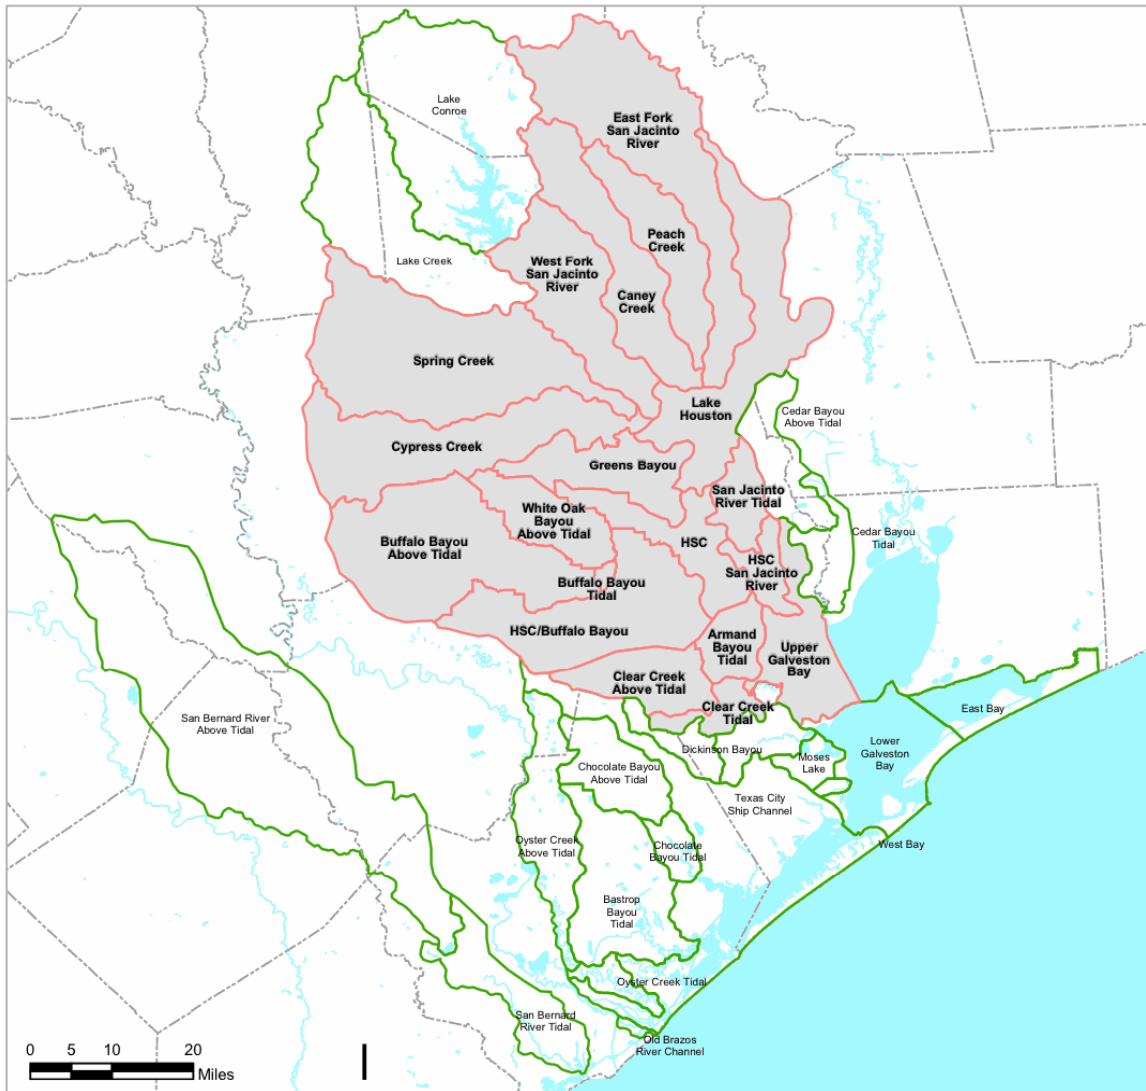 Lake
Conroe
East Fork
San Jacinto
River
Peach
Creek
Lake Creek
West Fork
San Jacinto
River
Caney
Creek
Spring Creek
Lake
Houston
Cedar Bayou
Above Tidal
Cypress Creek
Greens Bayou
San Jacinto
River Tidal
White Oak
Bayou
Above Tidal
Buffalo Bayou
Above Tidal
HSC
Cedar Bayou
Tidal
HSC
San Jacinto
River
Buffalo Bayou
Tidal
HSC/Buffalo Bayou
Armand
Bayou
Tidal
Upper
Galveston
Bay
Clear Creek
Above Tidal
Clear Creek
Tidal
San Bernard River
Above Tidal
East Bay
Dickinson Bayou
Lower
Galveston
Bay
Moses
Lake
Chocolate Bayou
Above Tidal
Texas City
Ship Channel
Oyster Creek
Above Tidal
Chocolate
Bayou Tidal
West Bay
Bastrop
Bayou
Tidal
Oyster Creek Tidal
San Bernard
River Tidal
Old Brazos
River Channel
0 5 10 20
Miles